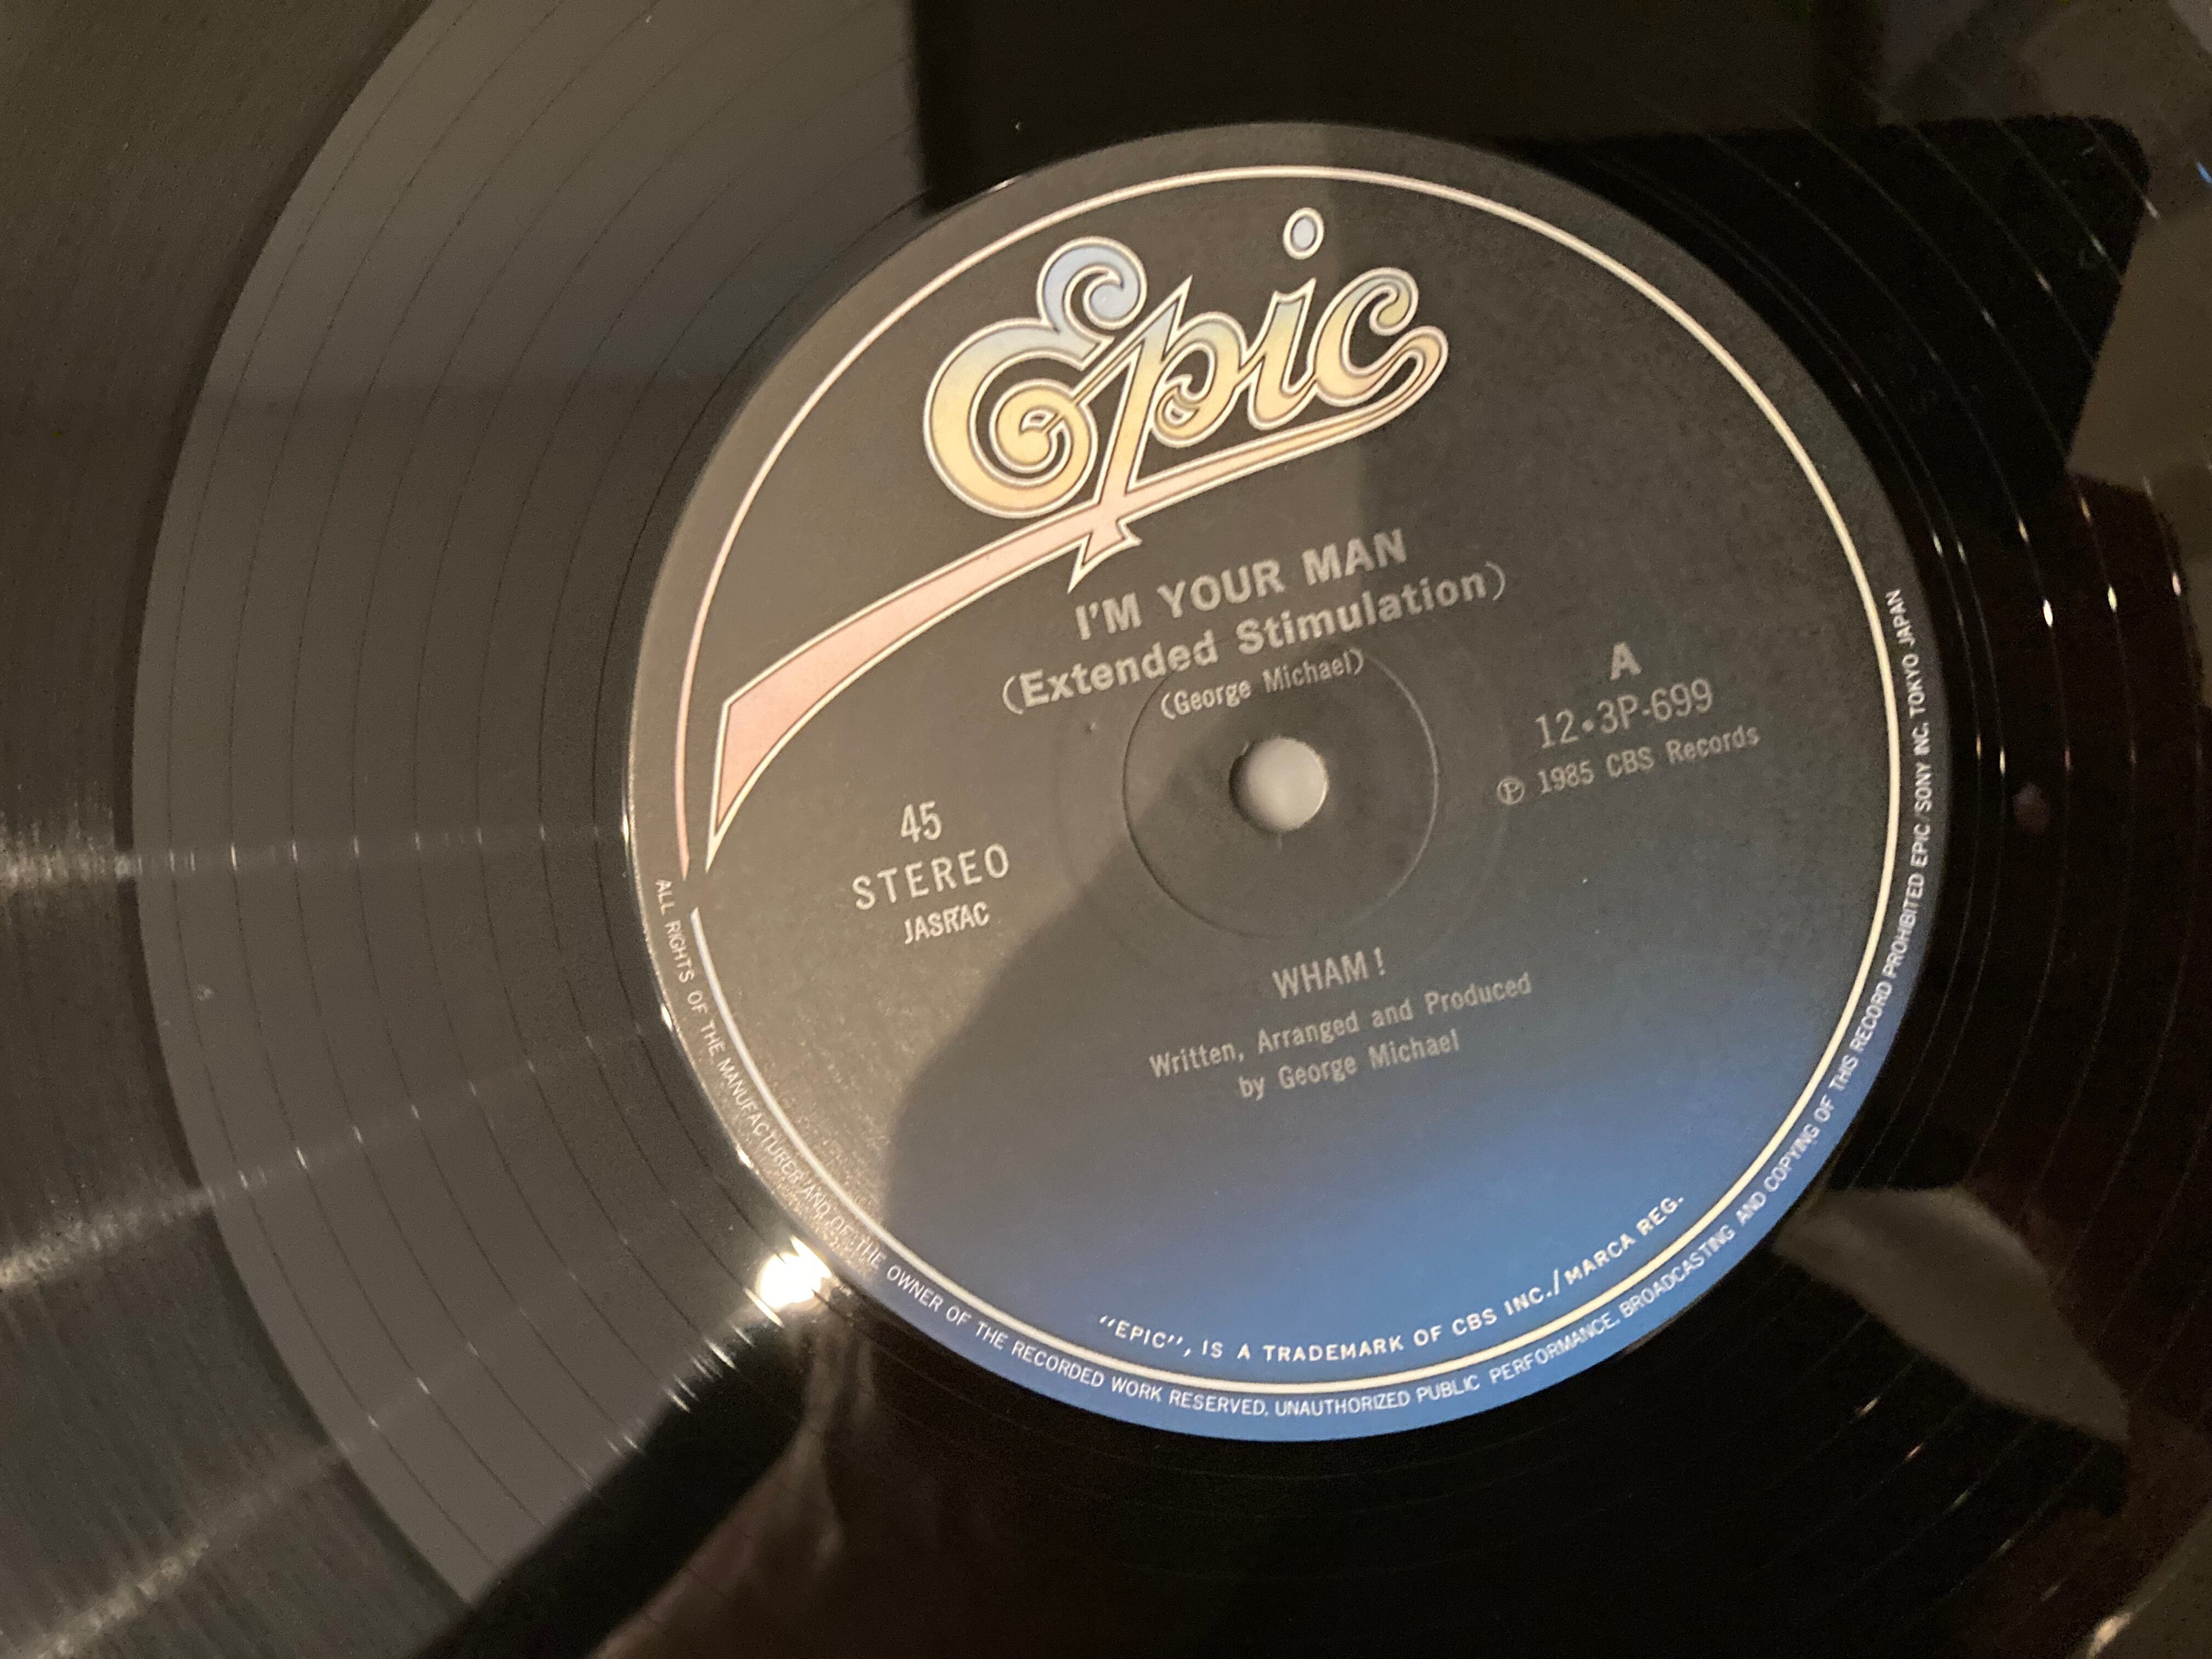 Epic
I'M YOUR MAN
(Extended Stimulation)
(George Michael)
A
12•3P-699
℗ 1985 CBS Records
45
STEREO
JASRAC
WHAM!
Written, Arranged and Produced
by George Michael
"EPIC", IS A TRADEMARK OF CBS INC./MARCA REG.
ALL RIGHTS OF THE MANUFACTURER AND OF THE OWNER OF THE RECORDED WORK RESERVED, UNAUTHORIZED PUBLIC PERFORMANCE, BROADCASTING AND COPYING OF THIS RECORD PROHIBITED EPIC/SONY INC. TOKYO JAPAN